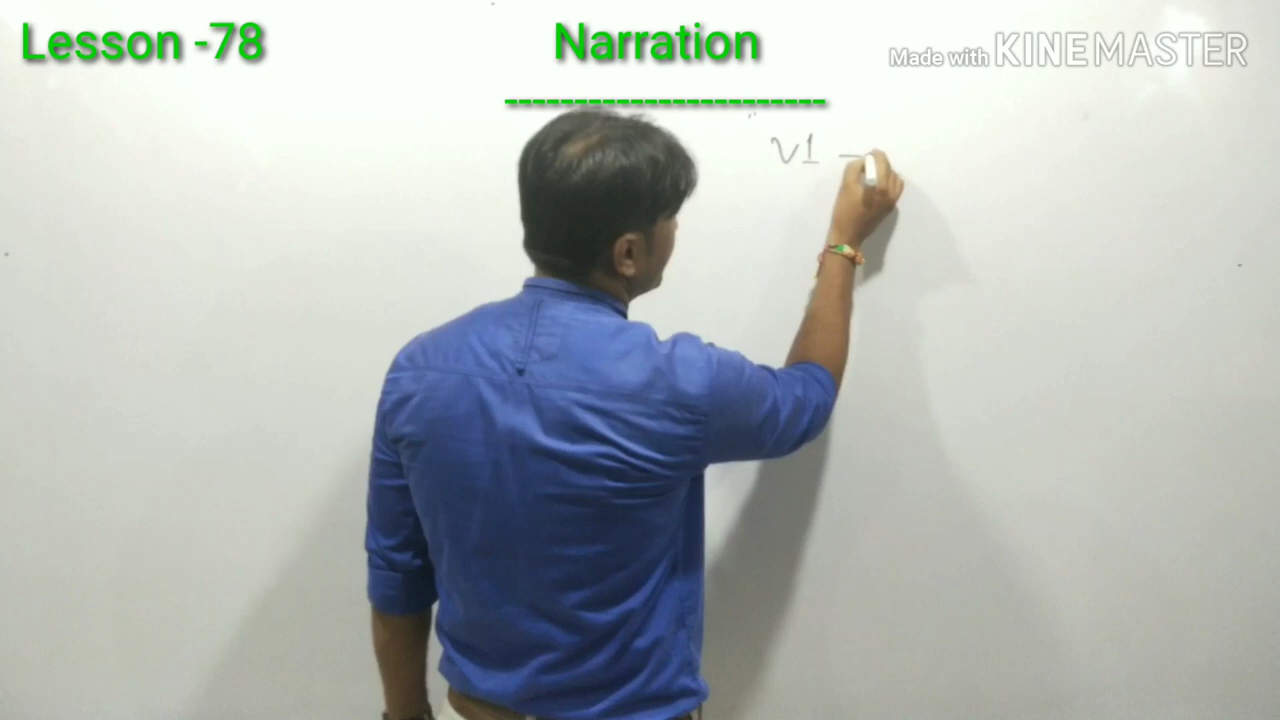 Lesson -78
Narration
Made with KINEMASTER
-----------------------
V1 –